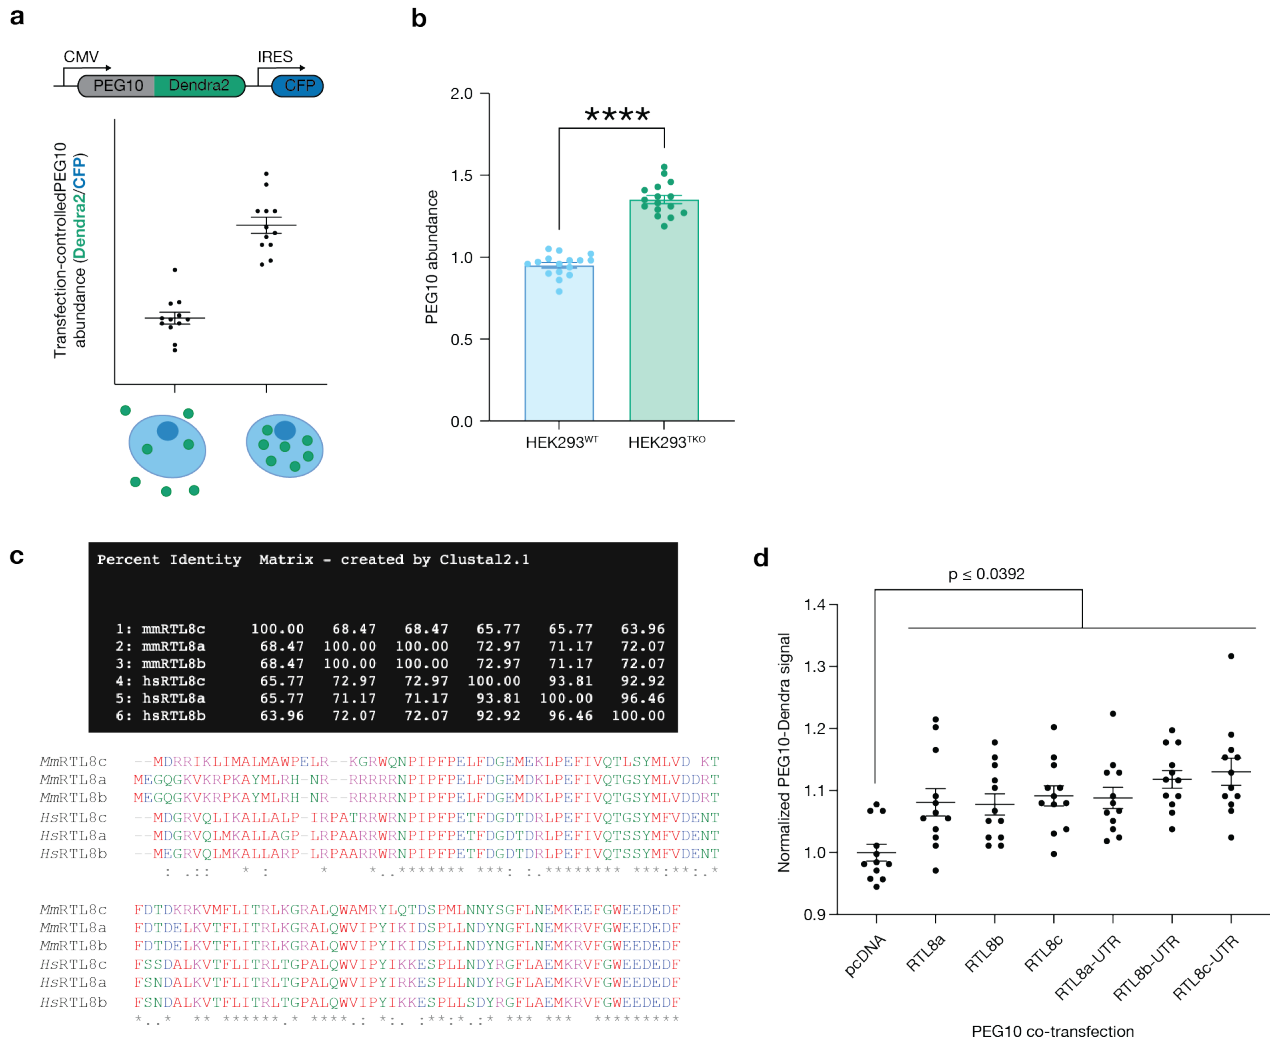 a
CMV
IRES
PEG10
Dendra2
CFP
Transfection-controlledPEG10
abundance (Dendra2/CFP)
b
2.0
1.5
1.0
0.5
0.0
PEG10 abundance
****
HEK293WT
HEK293TKO
c
Percent Identity Matrix - created by Clustal2.1
1: mmRTL8c 100.00 68.47 68.47 65.77 65.77 63.96
2: mmRTL8a 68.47 100.00 100.00 72.97 71.17 72.07
3: mmRTL8b 68.47 100.00 100.00 72.97 71.17 72.07
4: hsRTL8c 65.77 72.97 72.97 100.00 93.81 92.92
5: hsRTL8a 65.77 71.17 71.17 93.81 100.00 96.46
6: hsRTL8b 63.96 72.07 72.07 92.92 96.46 100.00
MmRTL8c --MDRRIKLIMALMAWPELR--KGRWQNPIPFPELFDGEMEKLPEFIVQTLSYMLVD KT
MmRTL8a MEGQGKVKRPKAYMLRH-NR--RRRRRNPIPFPELFDGEMDKLPEFIVQTGSYMLVDDRT
MmRTL8b MEGQGKVKRPKAYMLRH-NR--RRRRRNPIPFPELFDGEMDKLPEFIVQTGSYMLVDDRT
HsRTL8c --MDGRVQLIKALLALP-IRPATRRWRNPIPFPETFDGDTDRLPEFIVQTSSYMFVDENT
HsRTL8a --MDGRVQLMKALLAGP-LRPAARRWRNPIPFPETFDGDTDRLPEFIVQTSSYMFVDENT
HsRTL8b --MEGRVQLMKALLARP-LRPAARRWRNPIPFPETFDGDTDRLPEFIVQTSSYMFVDENT
: .:: * : * *..****** ***: :.******** ***:**:.*
MmRTL8c FDTDKRKVMFLITRLKGRALQWAMRYLQTDSPMLNNYSGFLNEMKEEFGWEEDEDF
MmRTL8a FDTDELKVTFLITRLKGRALQWVIPYIKIDSPLLNDYNGFLNEMKRVFGWEEDEDF
MmRTL8b FDTDELKVTFLITRLKGRALQWVIPYIKIDSPLLNDYNGFLNEMKRVFGWEEDEDF
HsRTL8c FSSDALKVTFLITRLTGPALQWVIPYIKKESPLLNDYRGFLAEMKRVFGWEEDEDF
HsRTL8a FSNDALKVTFLITRLTGPALQWVIPYIRKESPLLNDYRGFLAEMKRVFGWEEDEDF
HsRTL8b FSNDALKVTFLITRLTGPALQWVIPYIKKESPLLSDYRGFLAEMKRVFGWEEDEDF
*..* ** ****** * ****.: *:: :**:*.:* *** *** *********
d
p ≤ 0.0392
1.4
1.3
1.2
1.1
1.0
0.9
Normalized PEG10-Dendra signal
pcDNA
RTL8a
RTL8b
RTL8c
RTL8a-UTR
RTL8b-UTR
RTL8c-UTR
PEG10 co-transfection